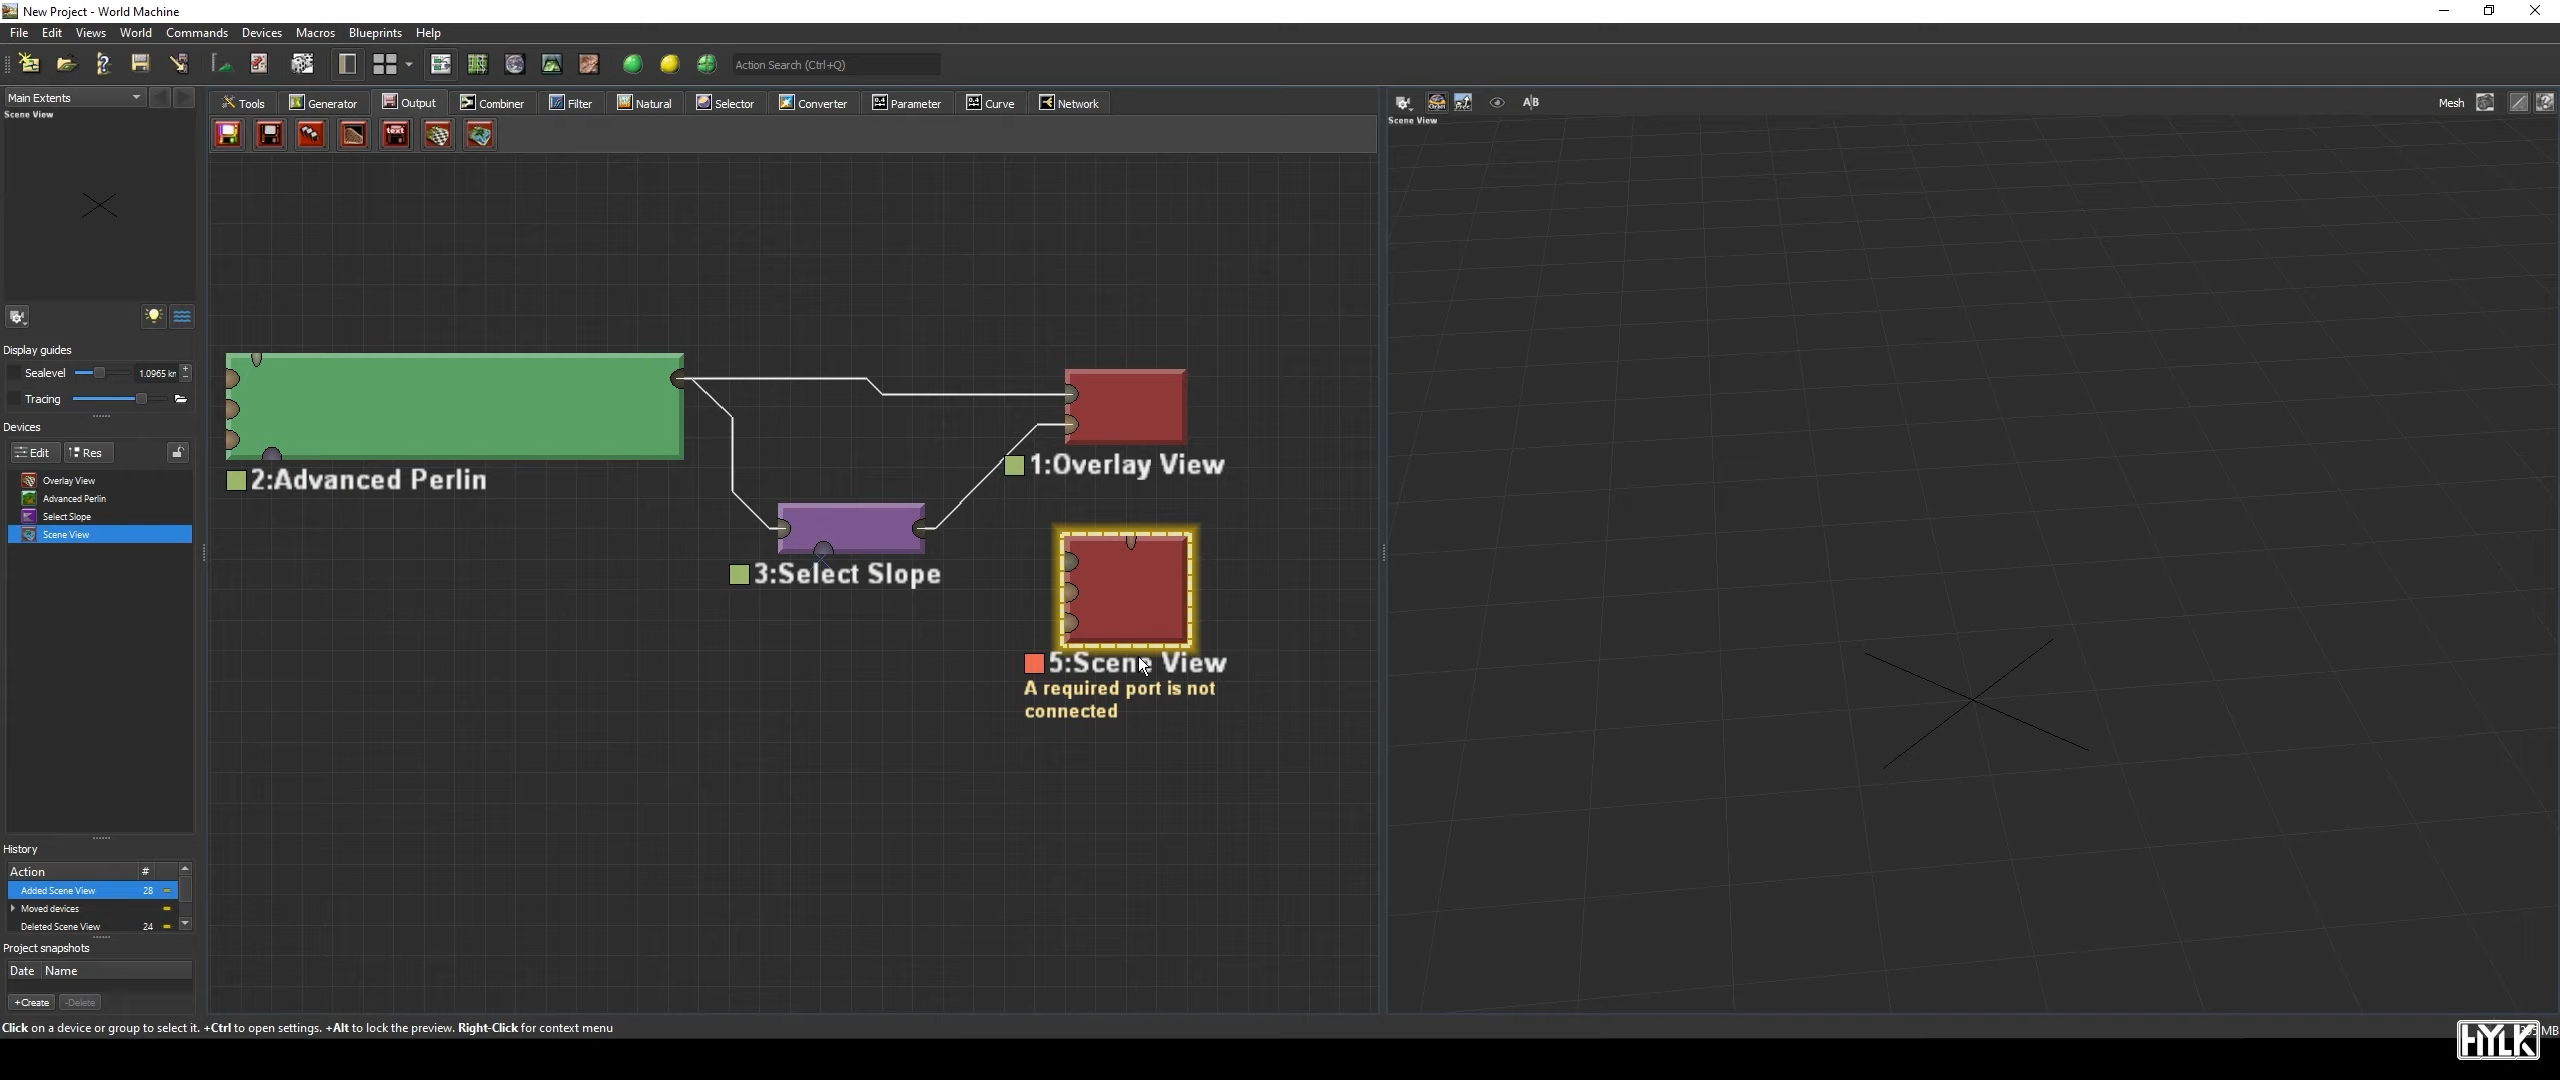 New Project - World Machine
File Edit Views World Commands Devices Macros Blueprints Help
Action Search (Ctrl+Q)
Main Extents
Scene View
Tools Generator Output Combiner Filter Natural Selector Converter Parameter Curve Network
A|B
Mesh
Scene View
text
Display guides
Sealevel 1.0965 km
Tracing
Devices
Edit Res
Overlay View
Advanced Perlin
Select Slope
Scene View
2:Advanced Perlin
1:Overlay View
3:Select Slope
5:Scene View
A required port is not
connected
History
Action #
Added Scene View 28
Moved devices
Deleted Scene View 24
Project snapshots
Date Name
+Create -Delete
Click on a device or group to select it. +Ctrl to open settings. +Alt to lock the preview. Right-Click for context menu
MB
HYLK